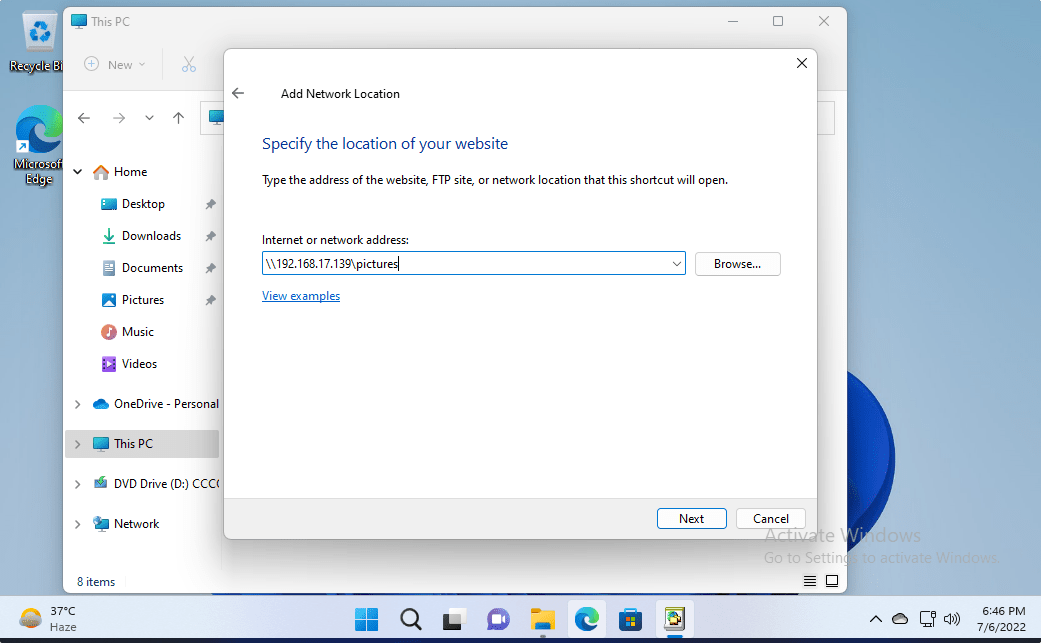 Recycle Bi
Microsoft
Edge
This PC
New
Add Network Location
Specify the location of your website
Type the address of the website, FTP site, or network location that this shortcut will open.
Internet or network address:
\\192.168.17.139\pictures
Browse...
View examples
Home
Desktop
Downloads
Documents
Pictures
Music
Videos
OneDrive - Personal
This PC
DVD Drive (D:) CCC
Network
Next
Cancel
Activate Windows
Go to Settings to activate Windows.
8 items
37°C
Haze
6:46 PM
7/6/2022